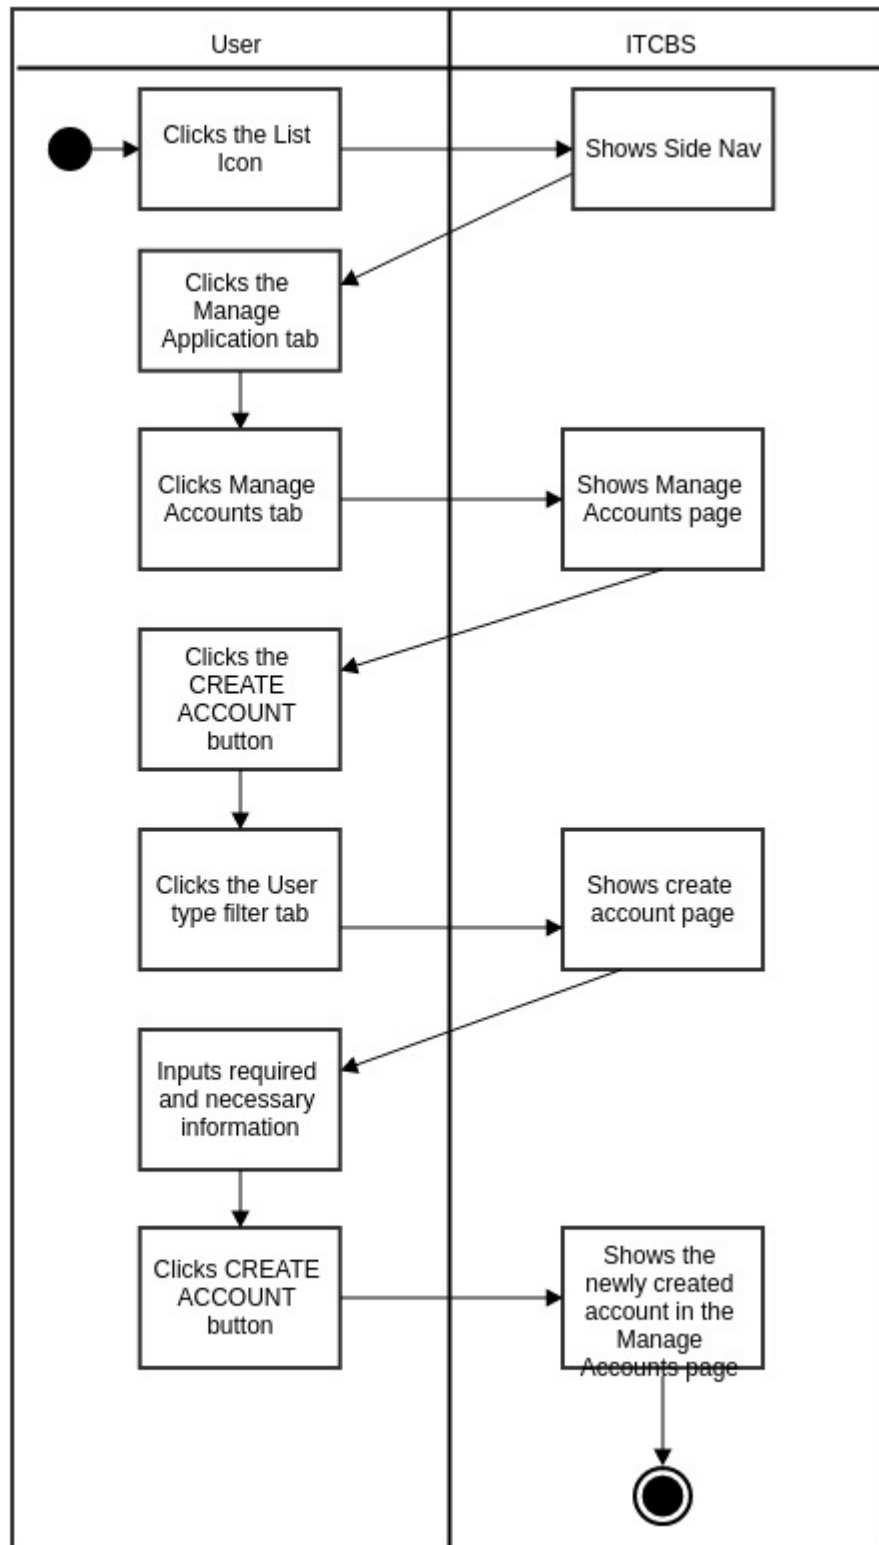 User
ITCBS
Clicks the List
Icon
Shows Side Nav
Clicks the
Manage
Application tab
Clicks Manage
Accounts tab
Shows Manage
Accounts page
Clicks the
CREATE
ACCOUNT
button
Clicks the User
type filter tab
Shows create
account page
Inputs required
and necessary
information
Clicks CREATE
ACCOUNT
button
Shows the
newly created
account in the
Manage
Accounts page